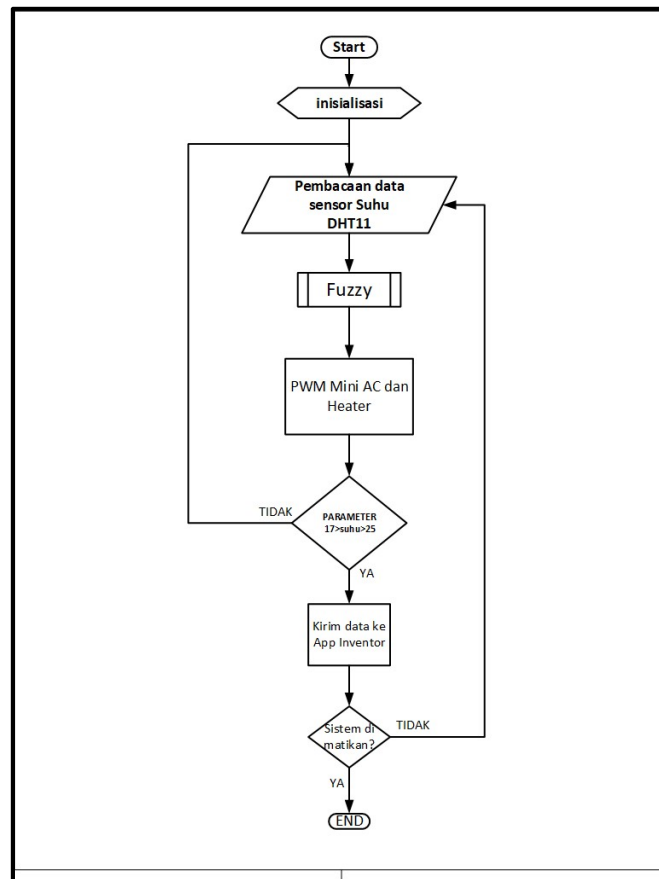 Start
inisialisasi
Pembacaan data
sensor Suhu
DHT11
Fuzzy
PWM Mini AC dan
Heater
TIDAK
PARAMETER
17>suhu>25
YA
Kirim data ke
App Inventor
Sistem di
matikan?
TIDAK
YA
END